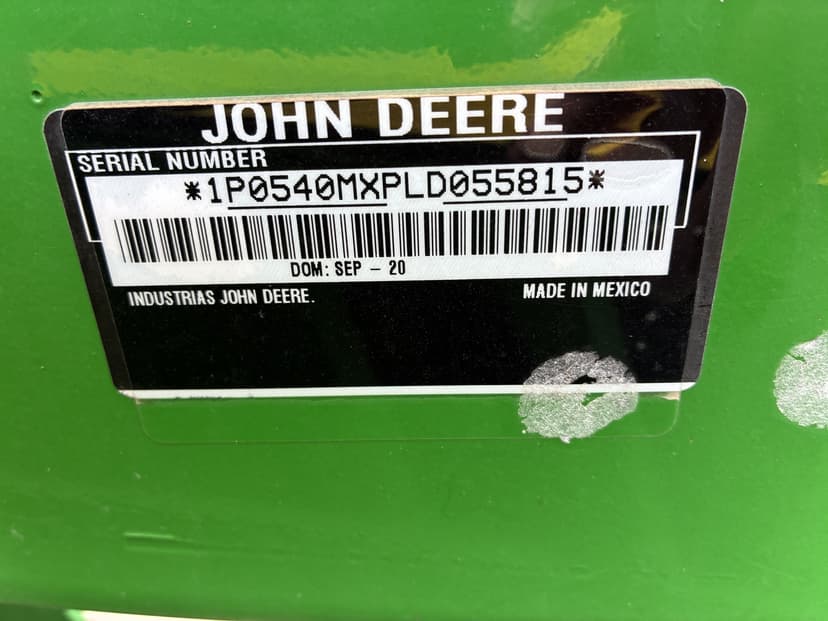 JOHN DEERE
SERIAL NUMBER
*1P0540MXPLD055815*
DOM: SEP - 20
INDUSTRIAS JOHN DEERE.
MADE IN MEXICO